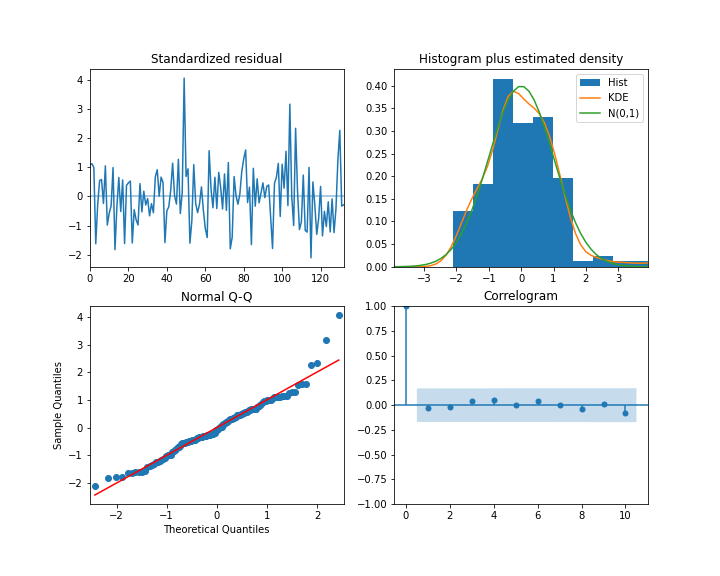 Standardized residual
4
3
2
1
0
−1
−2
0 20 40 60 80 100 120
Histogram plus estimated density
Hist
KDE
N(0,1)
0.40
0.35
0.30
0.25
0.20
0.15
0.10
0.05
0.00
−3 −2 −1 0 1 2 3
Normal Q-Q
Sample Quantiles
4
3
2
1
0
−1
−2
−2 −1 0 1 2
Theoretical Quantiles
Correlogram
1.00
0.75
0.50
0.25
0.00
−0.25
−0.50
−0.75
−1.00
0 2 4 6 8 10